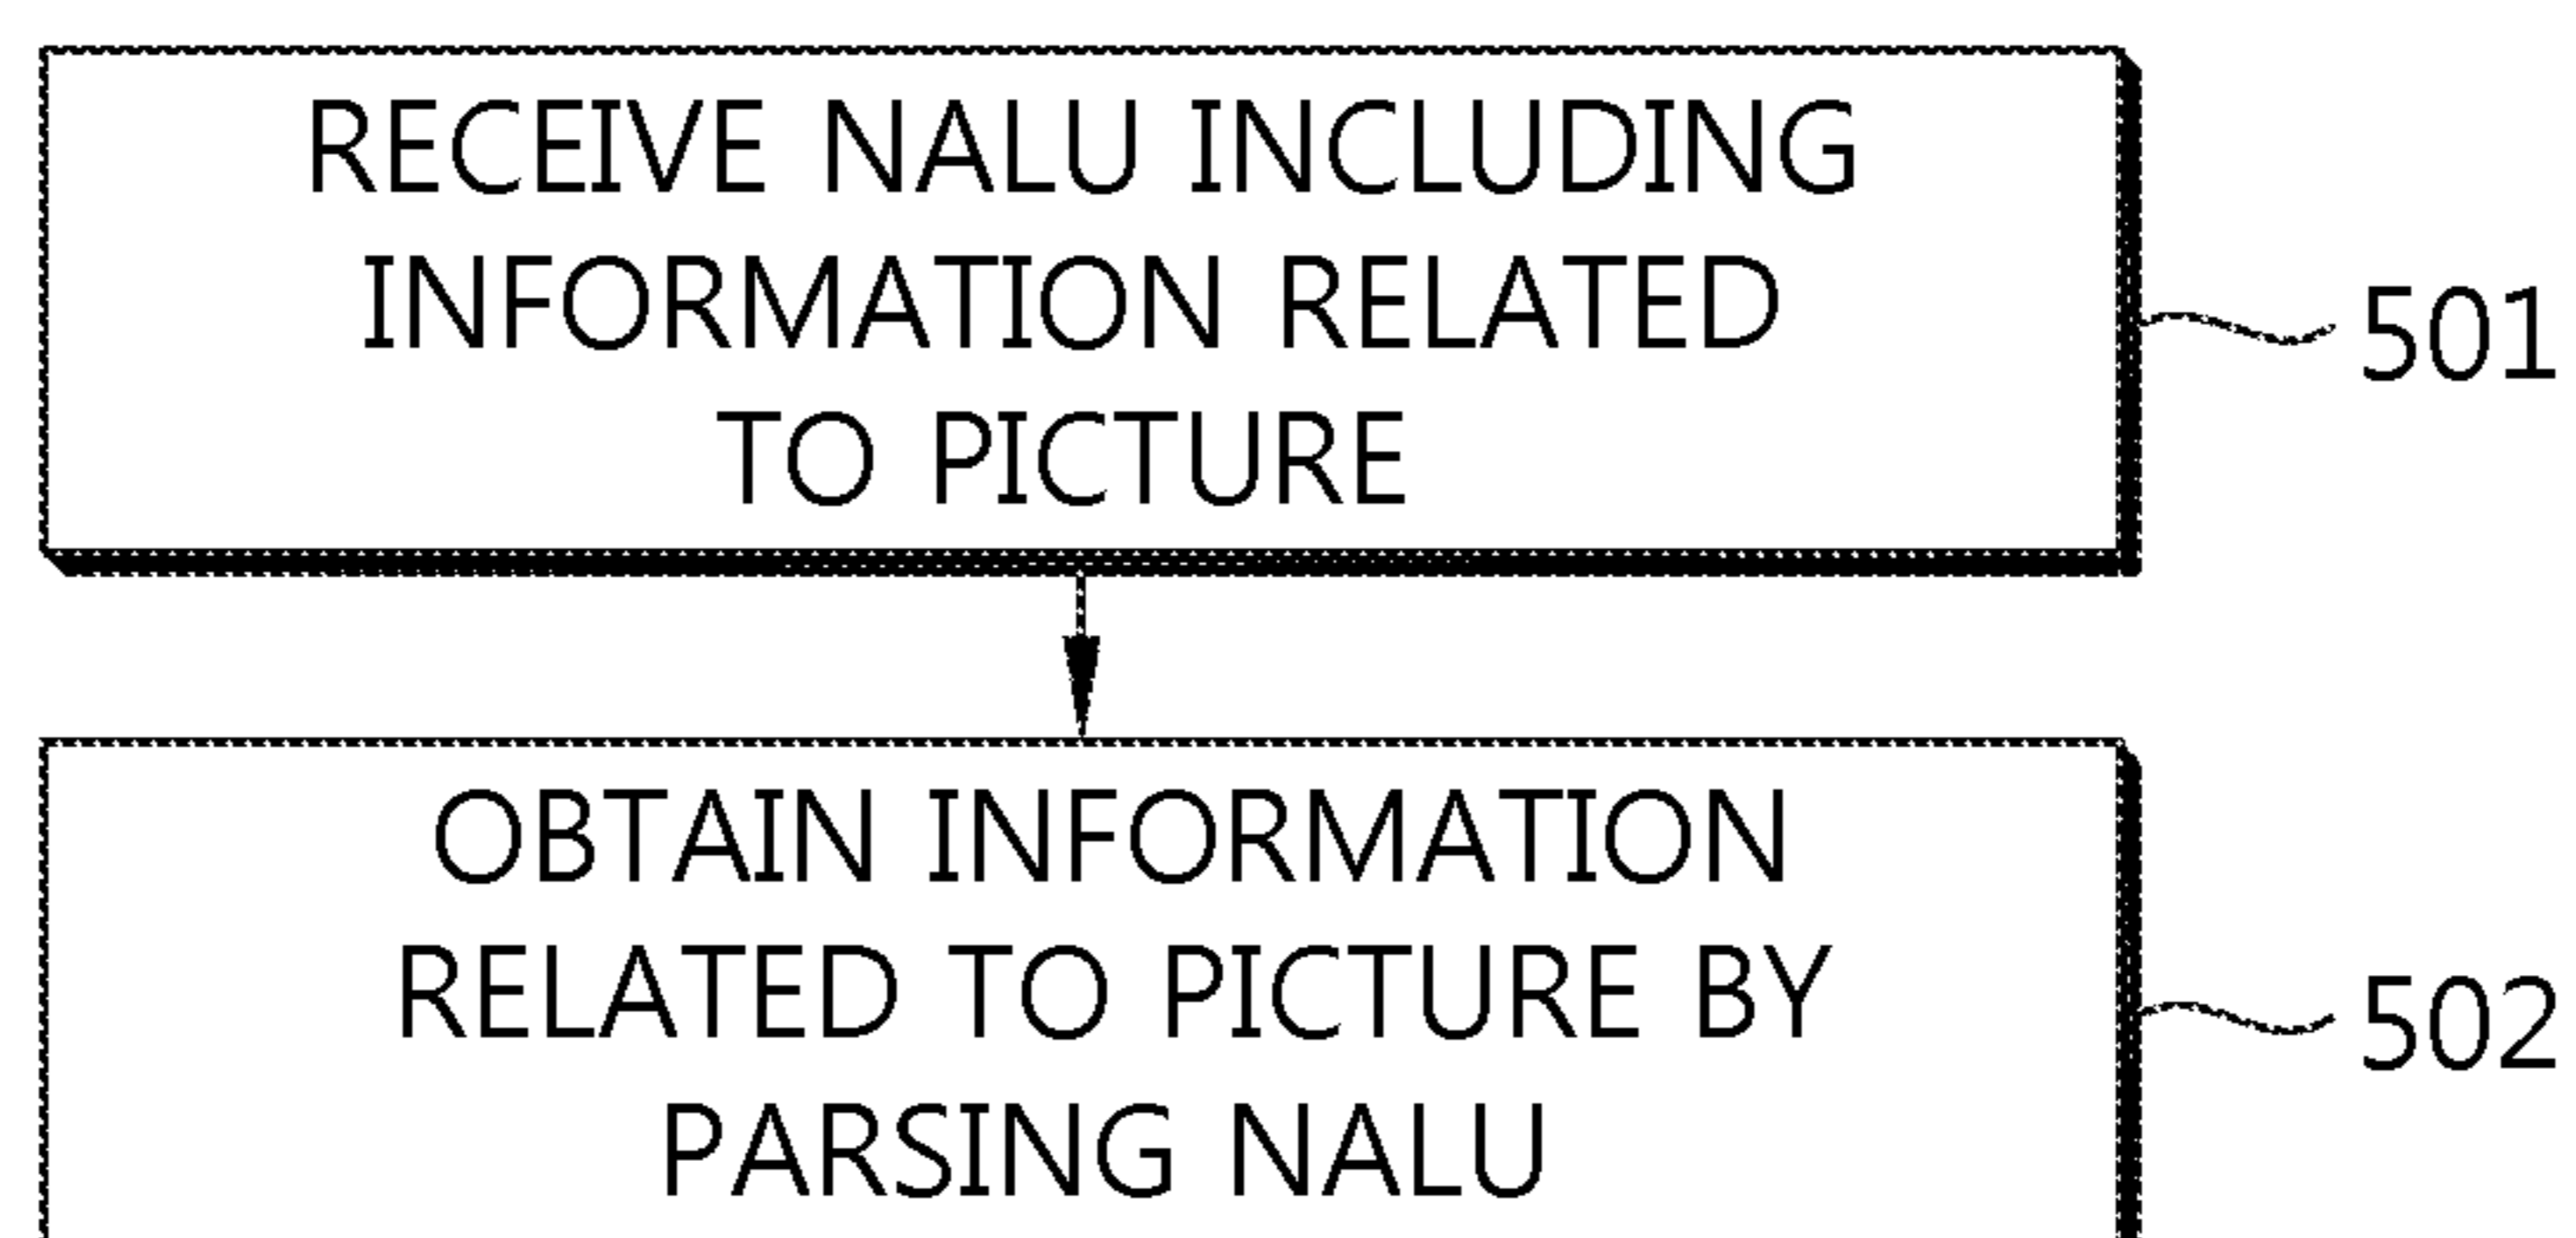 RECEIVE NALU INCLUDING
INFORMATION RELATED
TO PICTURE
501
OBTAIN INFORMATION
RELATED TO PICTURE BY
PARSING NALU
502